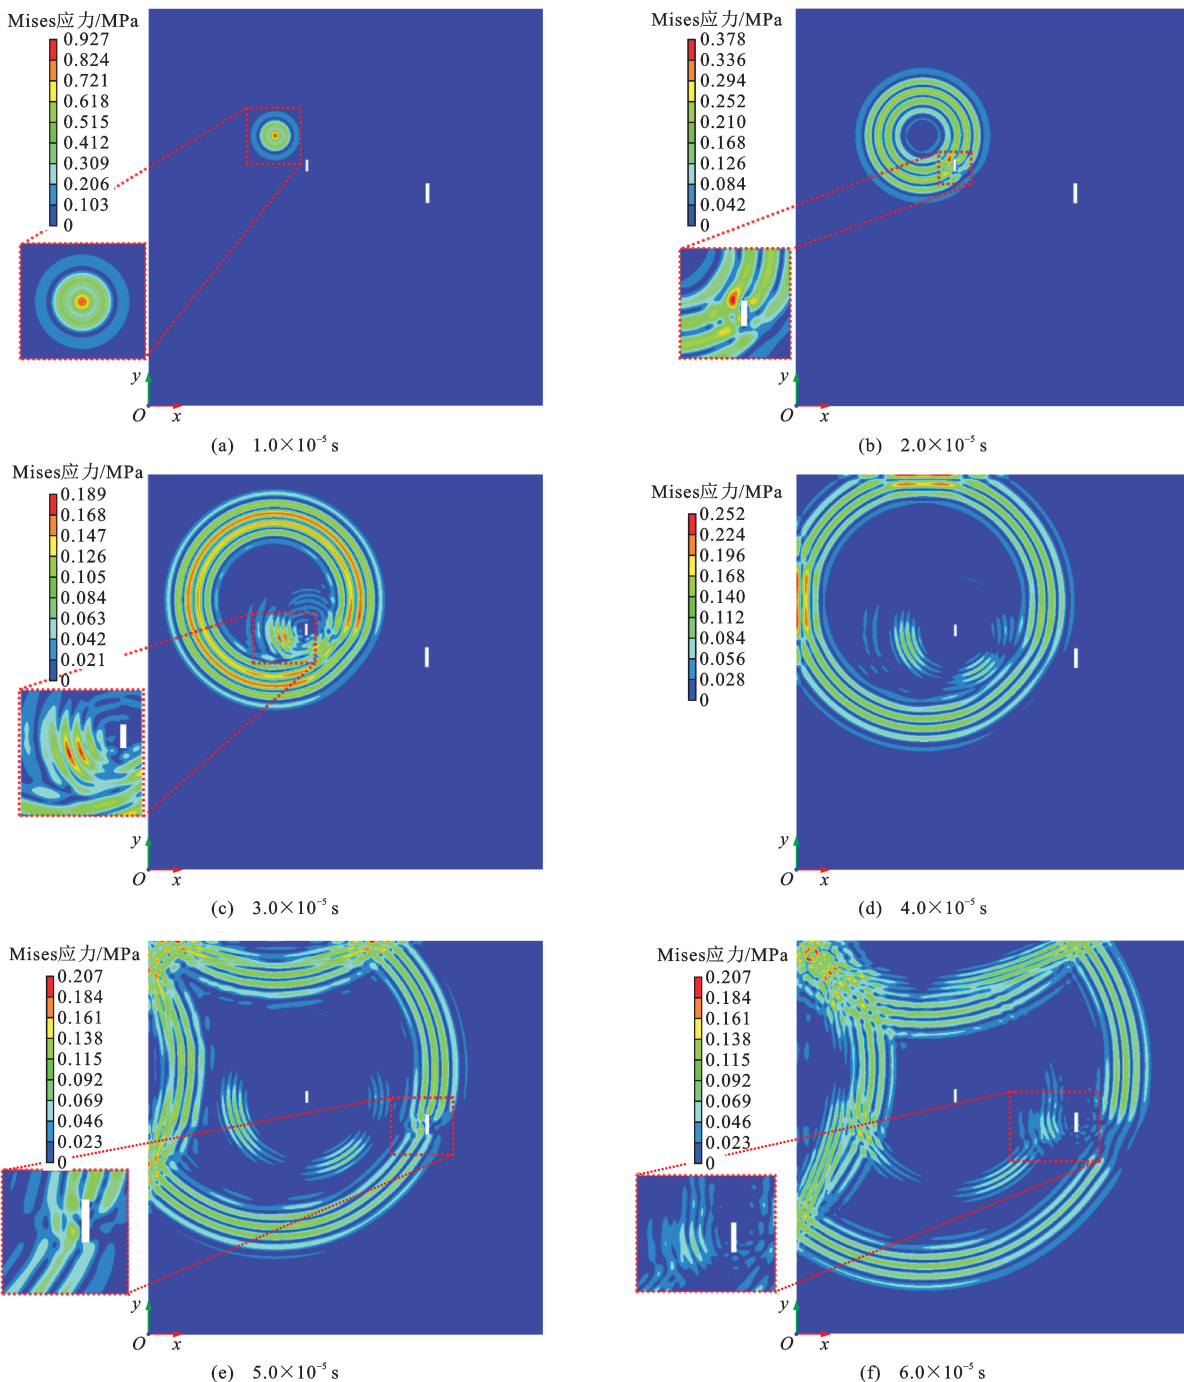 Mises应力/MPa
0.927
0.824
0.721
0.618
0.515
0.412
0.309
0.206
0.103
0
y
O x
(a) 1.0×10⁻⁵ s
Mises应力/MPa
0.378
0.336
0.294
0.252
0.210
0.168
0.126
0.084
0.042
0
y
O x
(b) 2.0×10⁻⁵ s
Mises应力/MPa
0.189
0.168
0.147
0.126
0.105
0.084
0.063
0.042
0.021
0
y
O x
(c) 3.0×10⁻⁵ s
Mises应力/MPa
0.252
0.224
0.196
0.168
0.140
0.112
0.084
0.056
0.028
0
y
O x
(d) 4.0×10⁻⁵ s
Mises应力/MPa
0.207
0.184
0.161
0.138
0.115
0.092
0.069
0.046
0.023
0
y
O x
(e) 5.0×10⁻⁵ s
Mises应力/MPa
0.207
0.184
0.161
0.138
0.115
0.092
0.069
0.046
0.023
0
y
O x
(f) 6.0×10⁻⁵ s